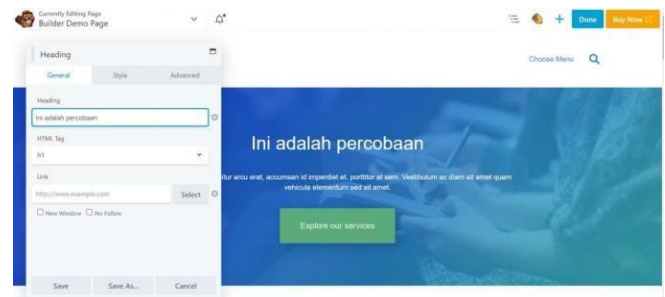 Currently Editing Page
Builder Demo Page
Done
Buy Now
Heading
General
Style
Advanced
Choose Menu
Heading
Ini adalah percobaan
HTML Tag
h1
Link
http://www.example.com
Select
New Window
No Follow
Save
Save As...
Cancel
Ini adalah percobaan
tur arcu erat, accumsan id imperdiet et, porttitor at sem. Vestibulum ac diam sit amet quam
vehicula elementum sed sit amet.
Explore our services